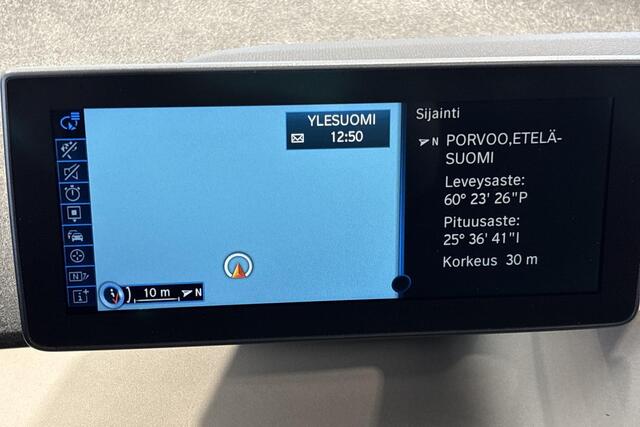 YLESUOMI
12:50
Sijainti
N PORVOO,ETELÄ-
SUOMI
Leveysaste:
60° 23' 26"P
Pituusaste:
25° 36' 41"I
Korkeus 30 m
10 m N